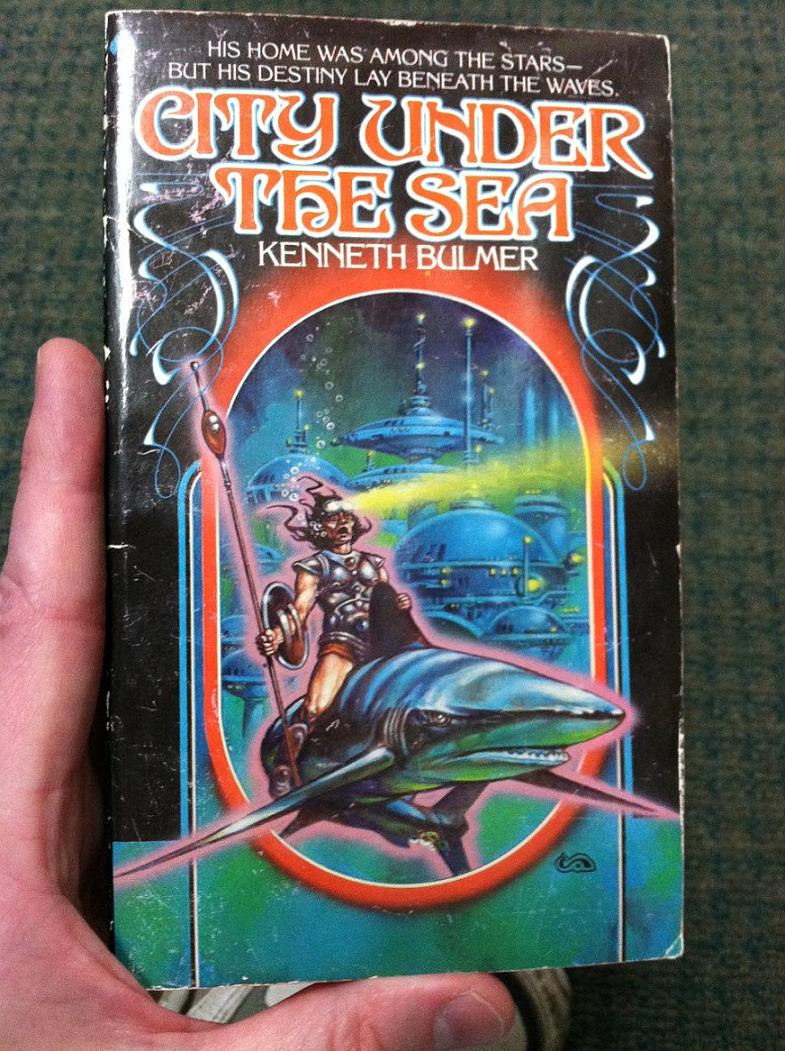 HIS HOME WAS AMONG THE STARS—
BUT HIS DESTINY LAY BENEATH THE WAVES.
CITY UNDER
THE SEA
KENNETH BULMER